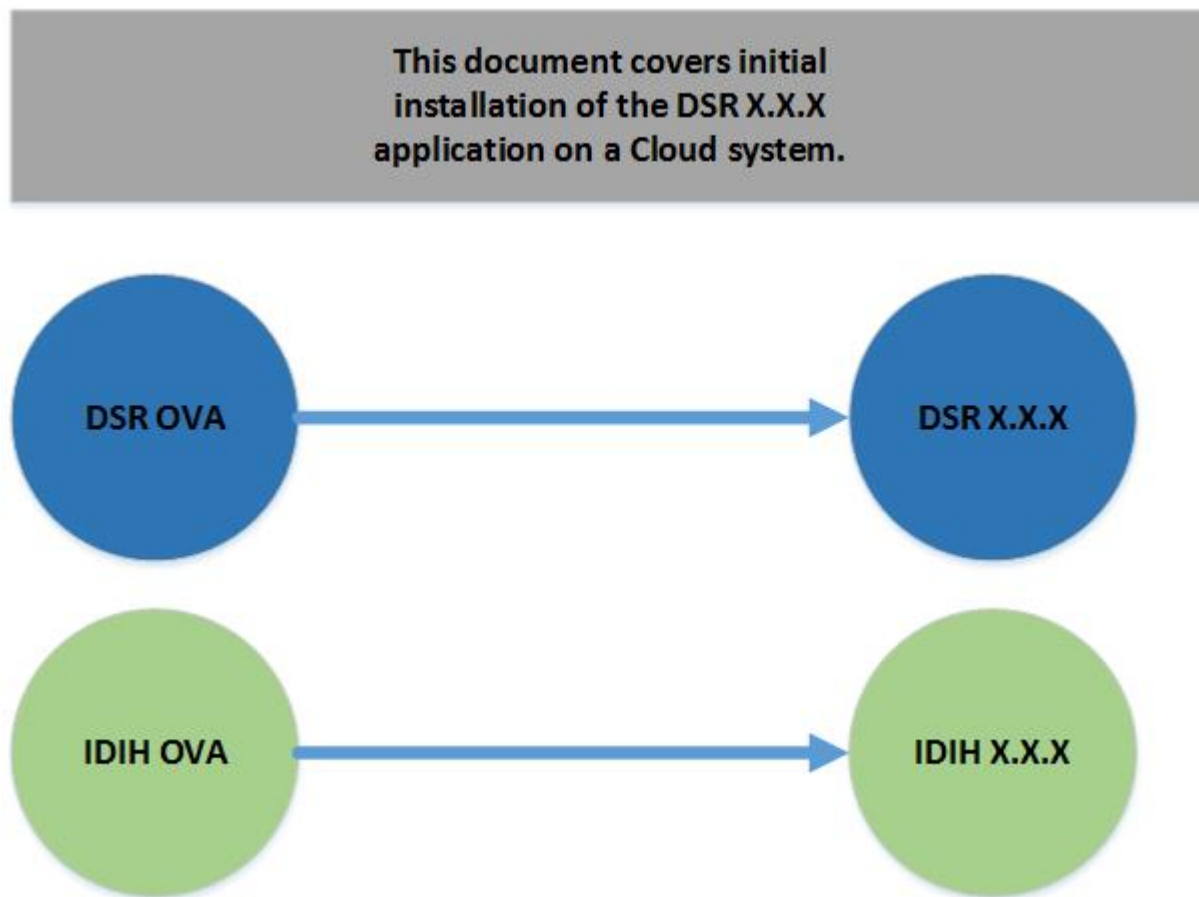 This document covers initial
installation of the DSR X.X.X
application on a Cloud system.
DSR OVA
DSR X.X.X
IDIH OVA
IDIH X.X.X